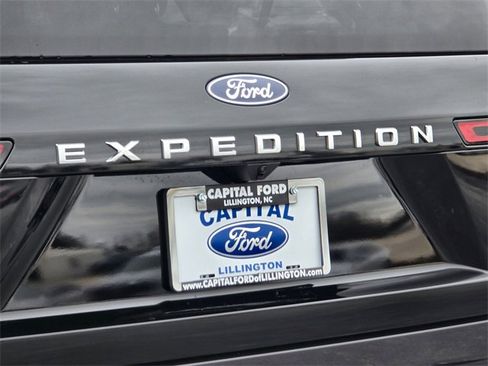 Ford
EXPEDITION
CAPITAL FORD
LILLINGTON, NC
CAPITAL
Ford
LILLINGTON
www.CAPITALFORDofLILLINGTON.com